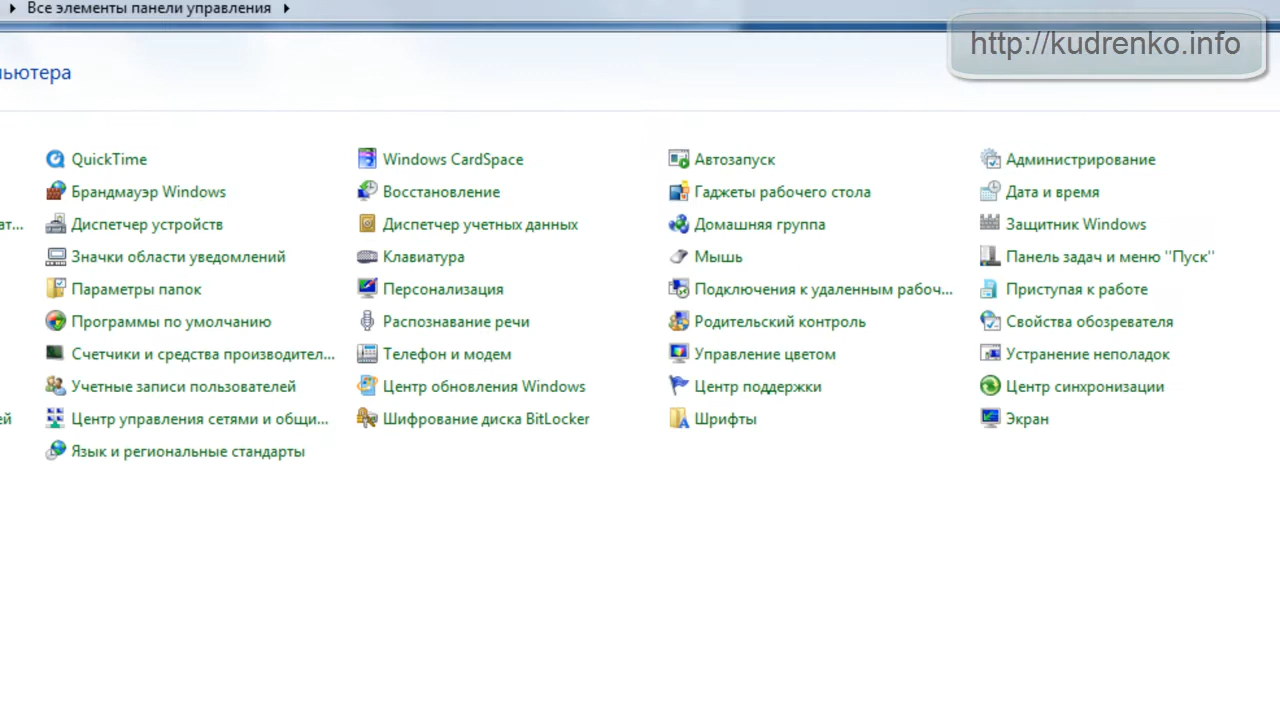 Все элементы панели управления
http://kudrenko.info
ьютера
QuickTime
Windows CardSpace
Автозапуск
Администрирование
Брандмауэр Windows
Восстановление
Гаджеты рабочего стола
Дата и время
ат...
Диспетчер устройств
Диспетчер учетных данных
Домашняя группа
Защитник Windows
Значки области уведомлений
Клавиатура
Мышь
Панель задач и меню ''Пуск''
Параметры папок
Персонализация
Подключения к удаленным рабоч...
Приступая к работе
Программы по умолчанию
Распознавание речи
Родительский контроль
Свойства обозревателя
Счетчики и средства производител...
Телефон и модем
Управление цветом
Устранение неполадок
Учетные записи пользователей
Центр обновления Windows
Центр поддержки
Центр синхронизации
ей
Центр управления сетями и общи...
Шифрование диска BitLocker
Шрифты
Экран
Язык и региональные стандарты